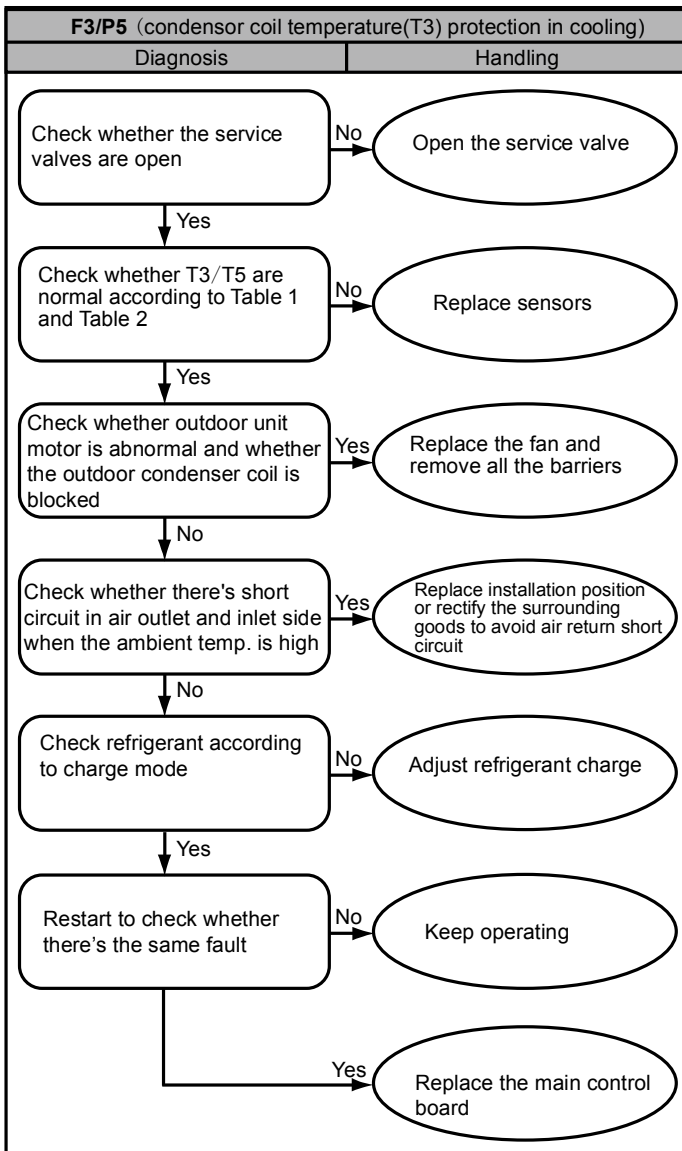 F3/P5 (condensor coil temperature(T3) protection in cooling)
Diagnosis
Handling
Check whether the service
valves are open
No
Open the service valve
Yes
Check whether T3/T5 are
normal according to Table 1
and Table 2
No
Replace sensors
Yes
Check whether outdoor unit
motor is abnormal and whether
the outdoor condenser coil is
blocked
Yes
Replace the fan and
remove all the barriers
No
Check whether there's short
circuit in air outlet and inlet side
when the ambient temp. is high
Yes
Replace installation position
or rectify the surrounding
goods to avoid air return short
circuit
No
Check refrigerant according
to charge mode
No
Adjust refrigerant charge
Yes
Restart to check whether
there's the same fault
No
Keep operating
Yes
Replace the main control
board